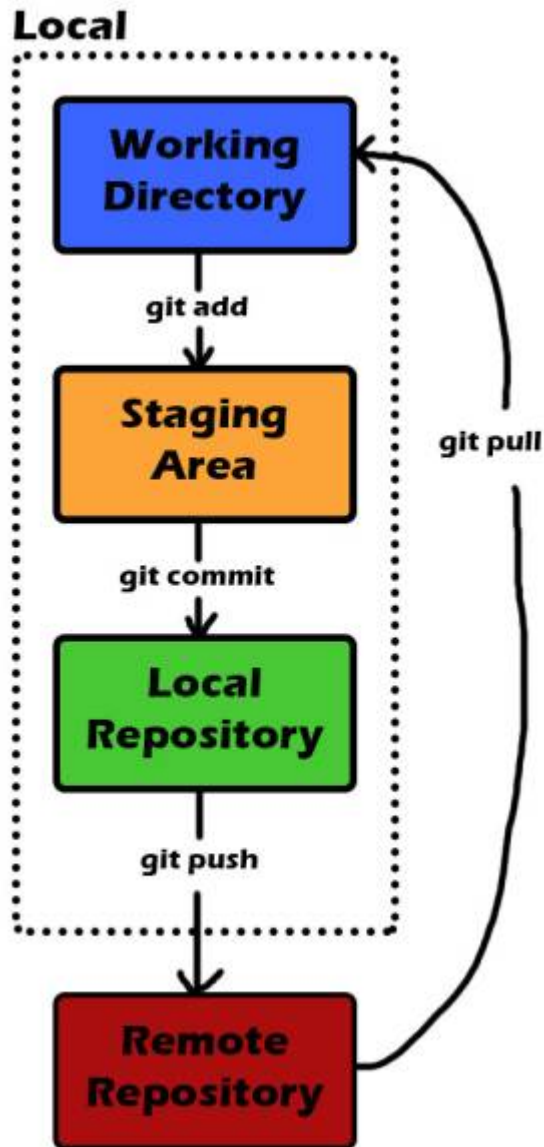 Local
Working
Directory
git add
Staging
Area
git pull
git commit
Local
Repository
git push
Remote
Repository